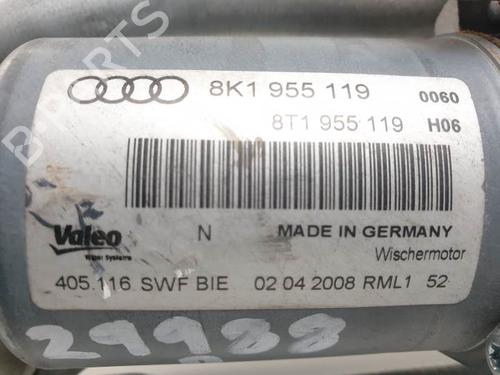 8K1 955 119 0060
8T1 955 119 H06
Valeo N MADE IN GERMANY
Wiper Systems Wischermotor
405.116 SWF BIE 02 04 2008 RML1 52
29988
B-PARTS